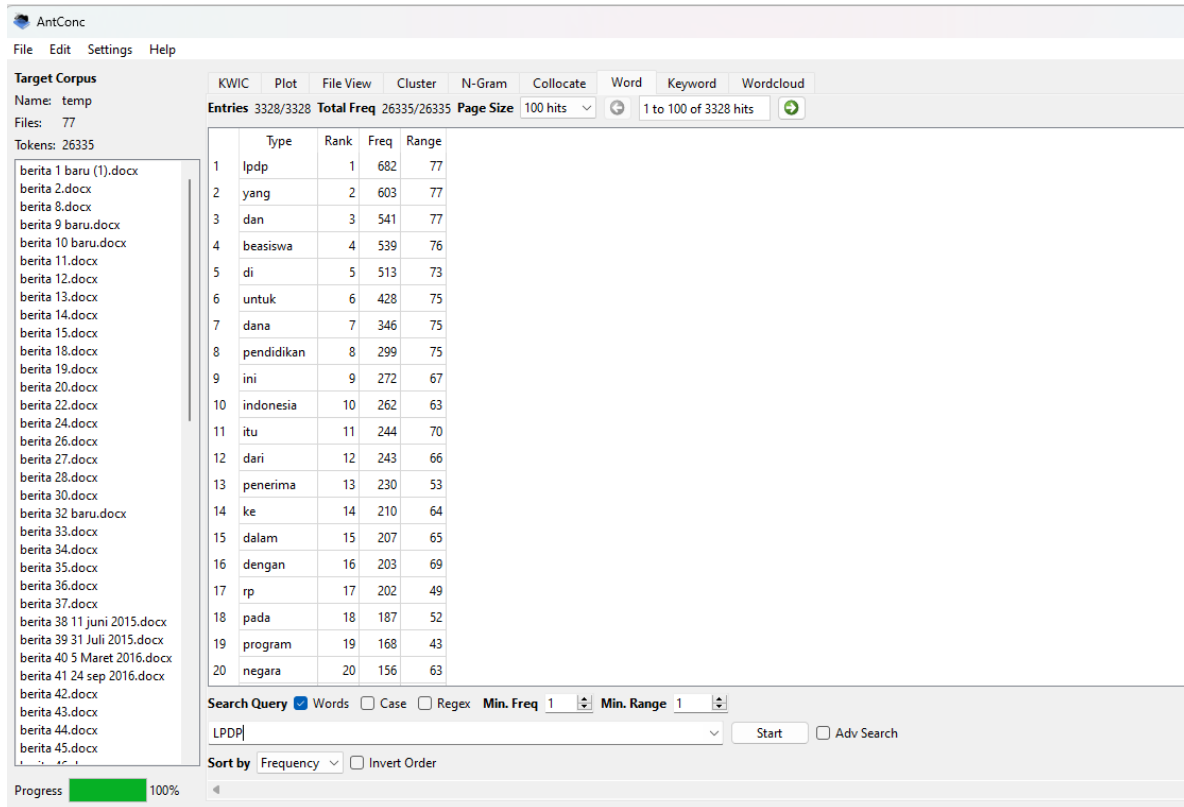 AntConc
File Edit Settings Help
Target Corpus
Name: temp
Files: 77
Tokens: 26335
berita 1 baru (1).docx
berita 2.docx
berita 8.docx
berita 9 baru.docx
berita 10 baru.docx
berita 11.docx
berita 12.docx
berita 13.docx
berita 14.docx
berita 15.docx
berita 18.docx
berita 19.docx
berita 20.docx
berita 22.docx
berita 24.docx
berita 26.docx
berita 27.docx
berita 28.docx
berita 30.docx
berita 32 baru.docx
berita 33.docx
berita 34.docx
berita 35.docx
berita 36.docx
berita 37.docx
berita 38 11 juni 2015.docx
berita 39 31 Juli 2015.docx
berita 40 5 Maret 2016.docx
berita 41 24 sep 2016.docx
berita 42.docx
berita 43.docx
berita 44.docx
berita 45.docx
Progress 100%
KWIC Plot File View Cluster N-Gram Collocate Word Keyword Wordcloud
Entries 3328/3328 Total Freq 26335/26335 Page Size 100 hits 1 to 100 of 3328 hits
Type Rank Freq Range
1 lpdp 1 682 77
2 yang 2 603 77
3 dan 3 541 77
4 beasiswa 4 539 76
5 di 5 513 73
6 untuk 6 428 75
7 dana 7 346 75
8 pendidikan 8 299 75
9 ini 9 272 67
10 indonesia 10 262 63
11 itu 11 244 70
12 dari 12 243 66
13 penerima 13 230 53
14 ke 14 210 64
15 dalam 15 207 65
16 dengan 16 203 69
17 rp 17 202 49
18 pada 18 187 52
19 program 19 168 43
20 negara 20 156 63
Search Query Words Case Regex Min. Freq 1 Min. Range 1
LPDP Start Adv Search
Sort by Frequency Invert Order